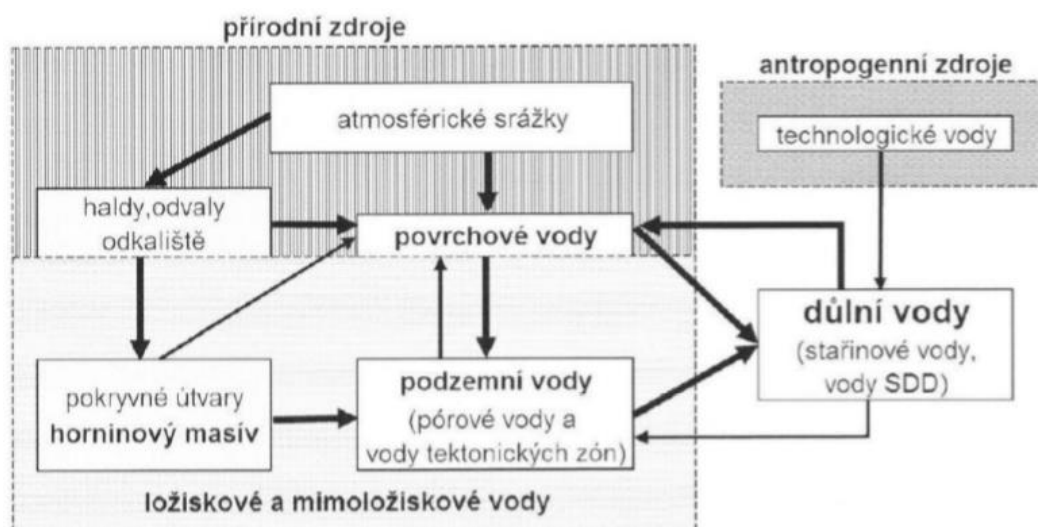 přírodní zdroje
antropogenní zdroje
atmosférické srážky
technologické vody
haldy,odvaly
odkaliště
povrchové vody
důlní vody
(stařinové vody,
vody SDD)
pokryvné útvary
horninový masív
podzemní vody
(pórové vody a
vody tektonických zón)
ložiskové a mimoložiskové vody